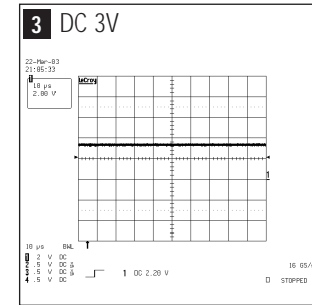 3 DC 3V
22-Mar-03
21:05:33
1
10 µs
2.00 V
LeCroy
1
10 µs BWL
1 2 V DC
2 .5 V DC
3 .5 V DC
4 .5 V DC
1 DC 2.20 V
STOPPED